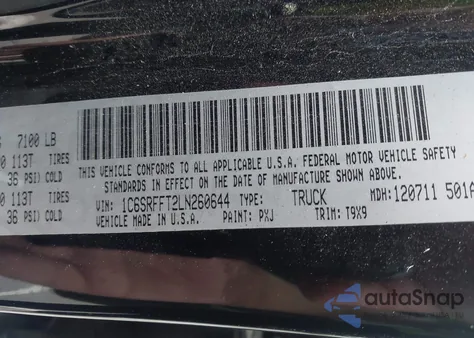 7100 LB
113T TIRES
36 PSI) COLD
113T TIRES
36 PSI) COLD
THIS VEHICLE CONFORMS TO ALL APPLICABLE U.S.A. FEDERAL MOTOR VEHICLE SAFETY
STANDARDS IN EFFECT ON THE DATE OF MANUFACTURE SHOWN ABOVE.
VIN: 1C6SRFFT2LN260644 TYPE: TRUCK MDH: 120711 501A
VEHICLE MADE IN U.S.A. PAINT: PXJ TRIM: T9X9
autoSnap